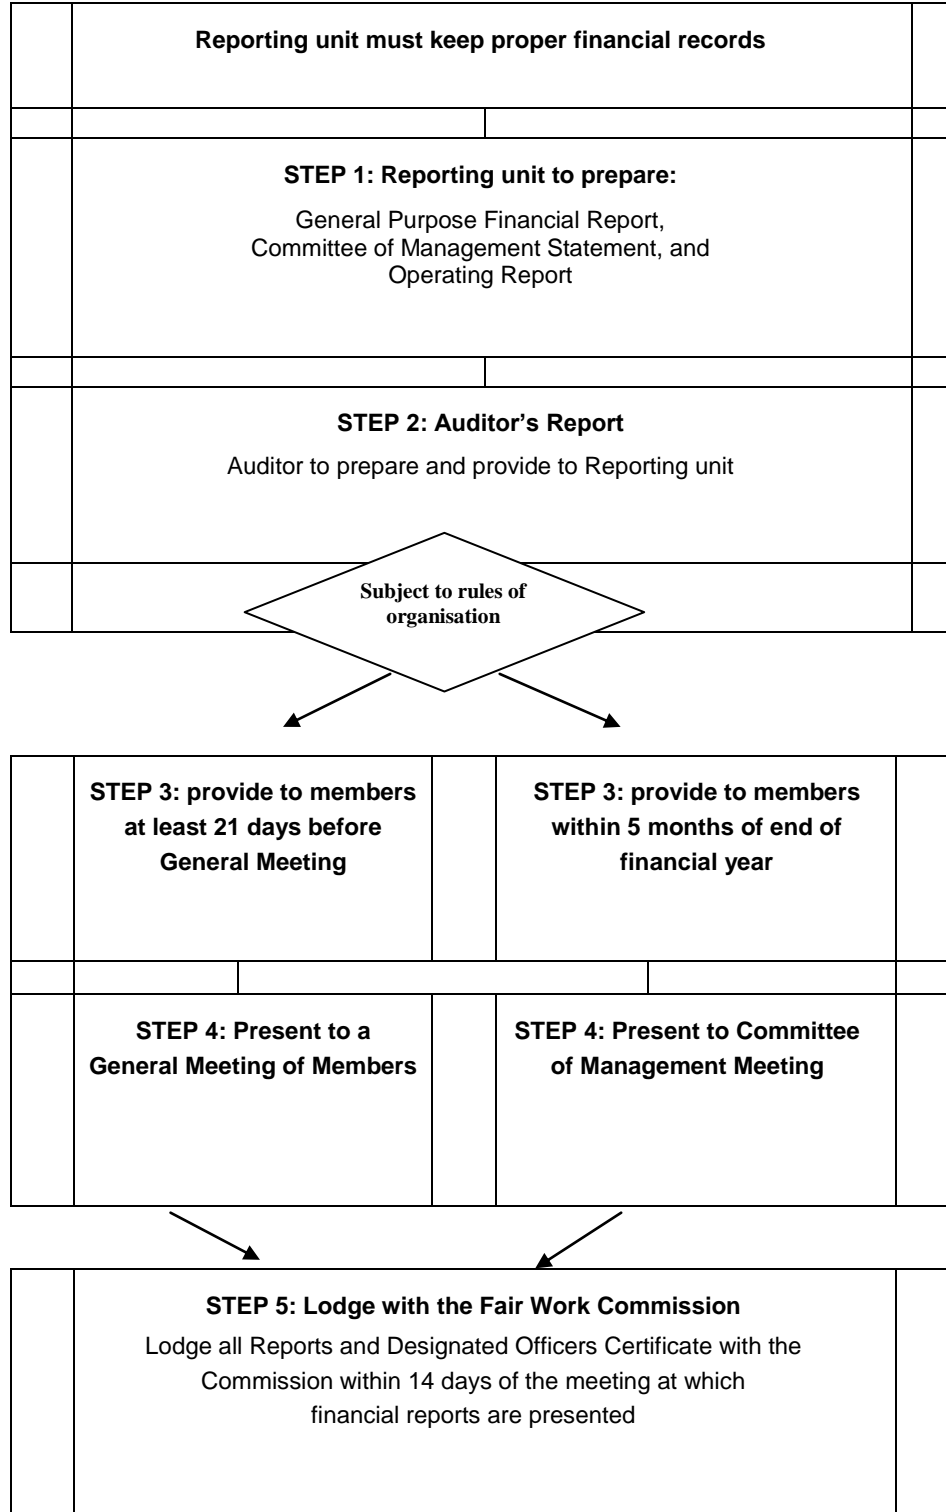 Reporting unit must keep proper financial records
STEP 1: Reporting unit to prepare:
General Purpose Financial Report,
Committee of Management Statement, and
Operating Report
STEP 2: Auditor’s Report
Auditor to prepare and provide to Reporting unit
Subject to rules of
organisation
STEP 3: provide to members
at least 21 days before
General Meeting
STEP 3: provide to members
within 5 months of end of
financial year
STEP 4: Present to a
General Meeting of Members
STEP 4: Present to Committee
of Management Meeting
STEP 5: Lodge with the Fair Work Commission
Lodge all Reports and Designated Officers Certificate with the
Commission within 14 days of the meeting at which
financial reports are presented